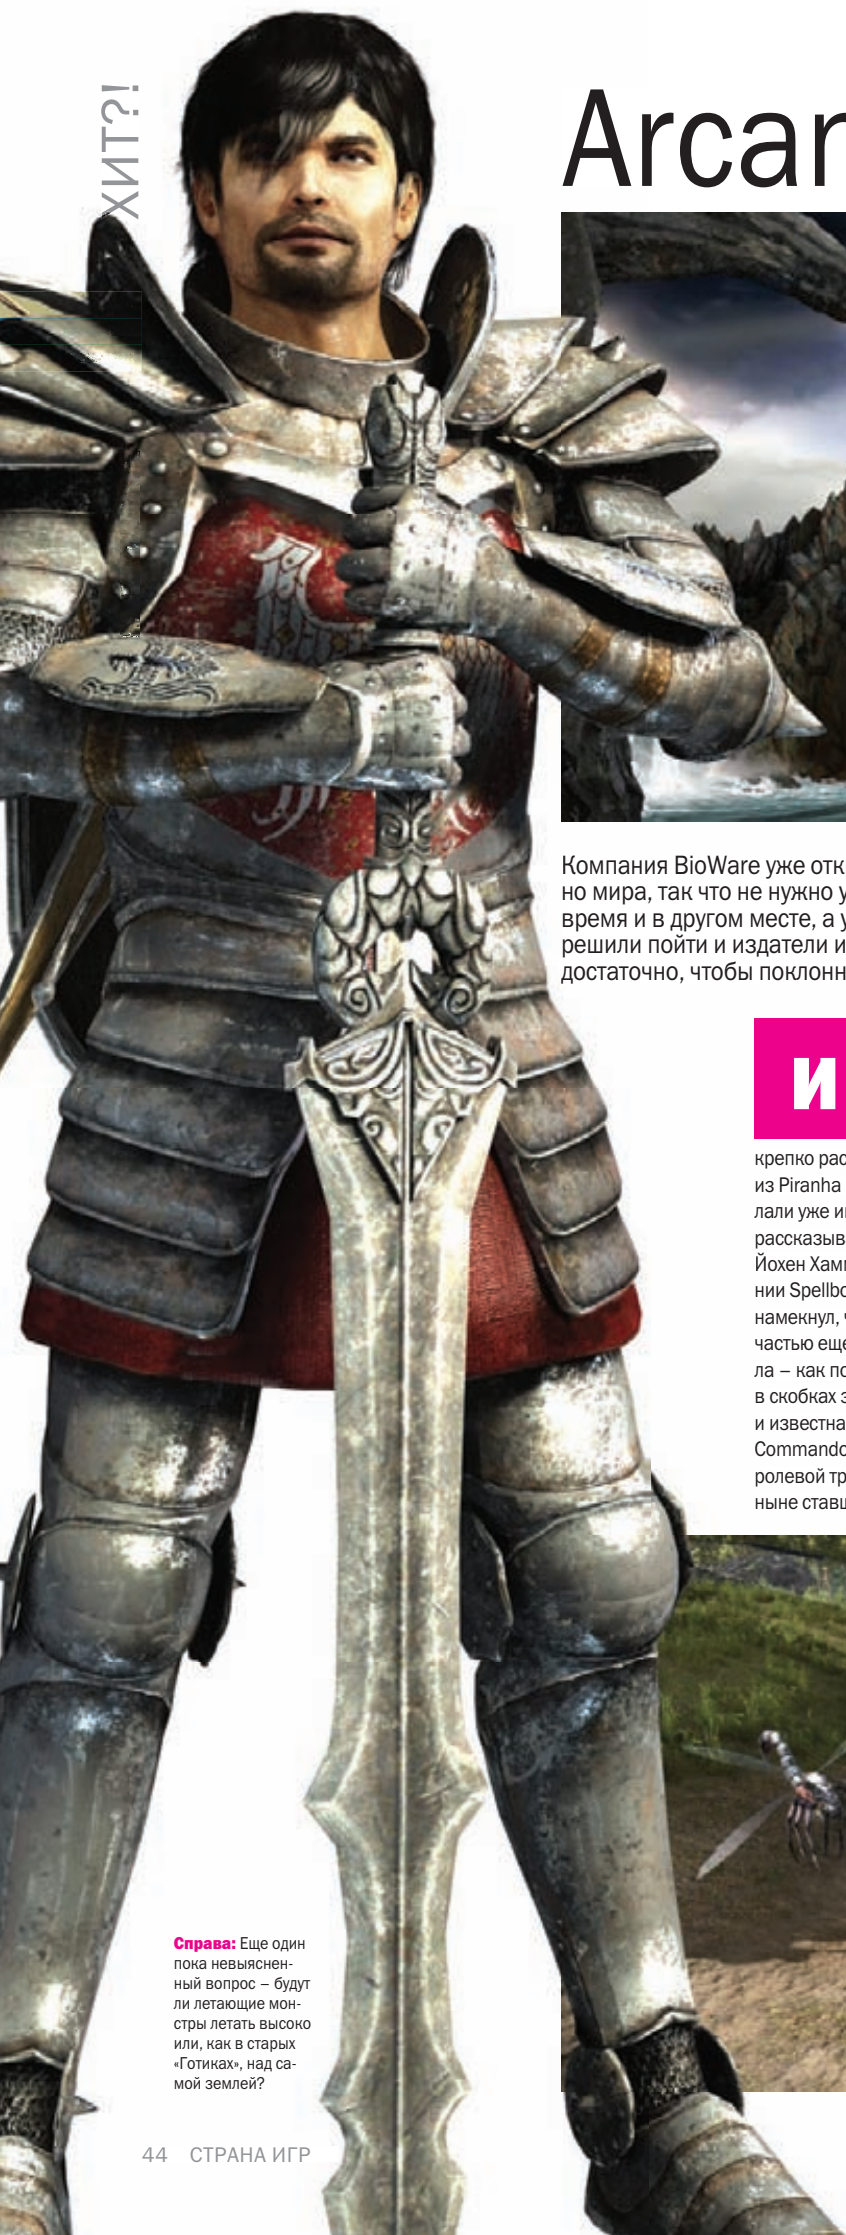 ХИТ?!
Arcan
Компания BioWare уже отк
но мира, так что не нужно у
время и в другом месте, а у
решили пойти и издатели и
достаточно, чтобы поклонн
И
крепко рас
из Piranha
лали уже и
рассказыв
Йохен Хам
нии Spellbo
намекнул, ч
частью еще
ла – как по
в скобках з
и известна
Commando
ролевой тр
ныне ставш
Справа: Еще один
пока невыяснен-
ный вопрос – будут
ли летающие мон-
стры летать высоко
или, как в старых
«Готиках», над са-
мой землей?
44 СТРАНА ИГР